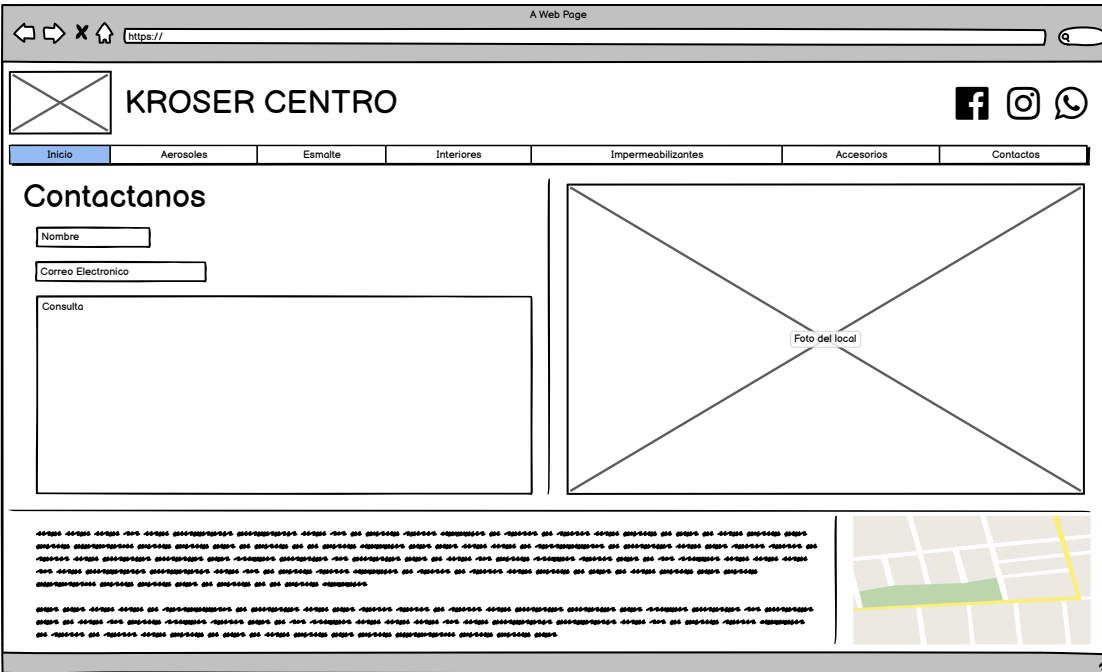 A Web Page
https://
KROSER CENTRO
Inicio Aerosoles Esmalte Interiores Impermeabilizantes Accesorios Contactos
Contactanos
Nombre
Correo Electronico
Consulta
Foto del local